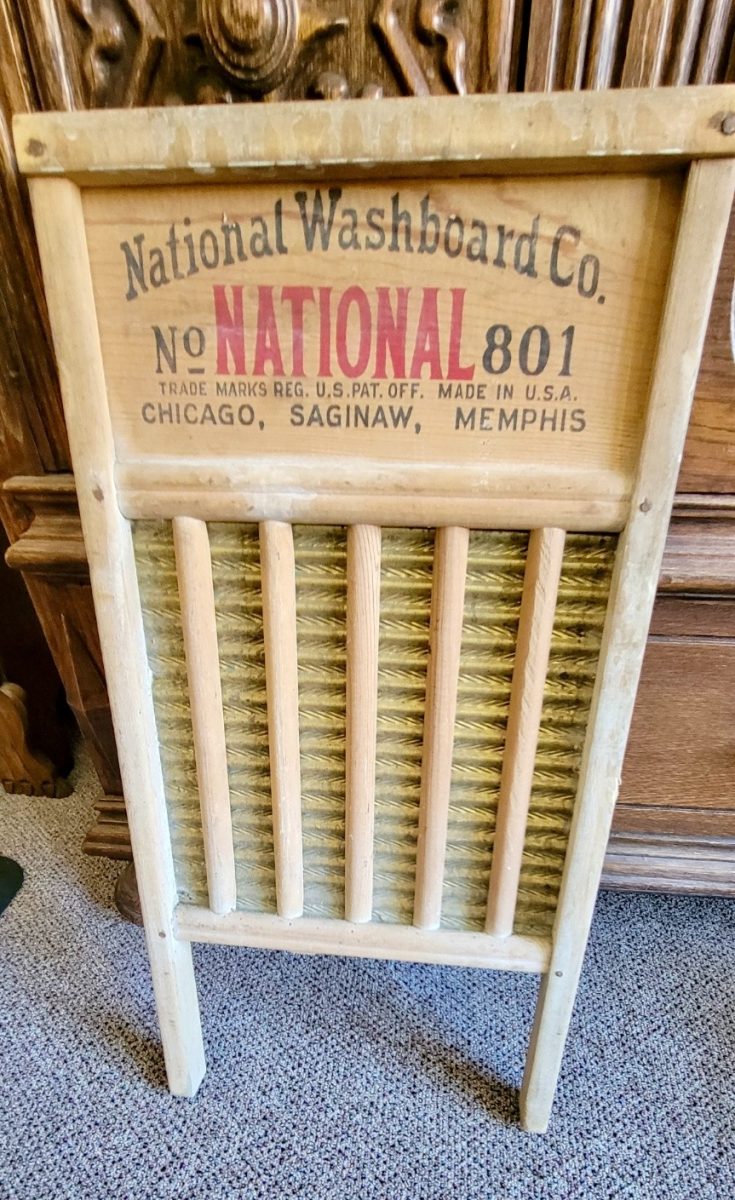 National Washboard Co.
Nº NATIONAL 801
TRADE MARKS REG. U.S. PAT. OFF. MADE IN U.S.A.
CHICAGO, SAGINAW, MEMPHIS